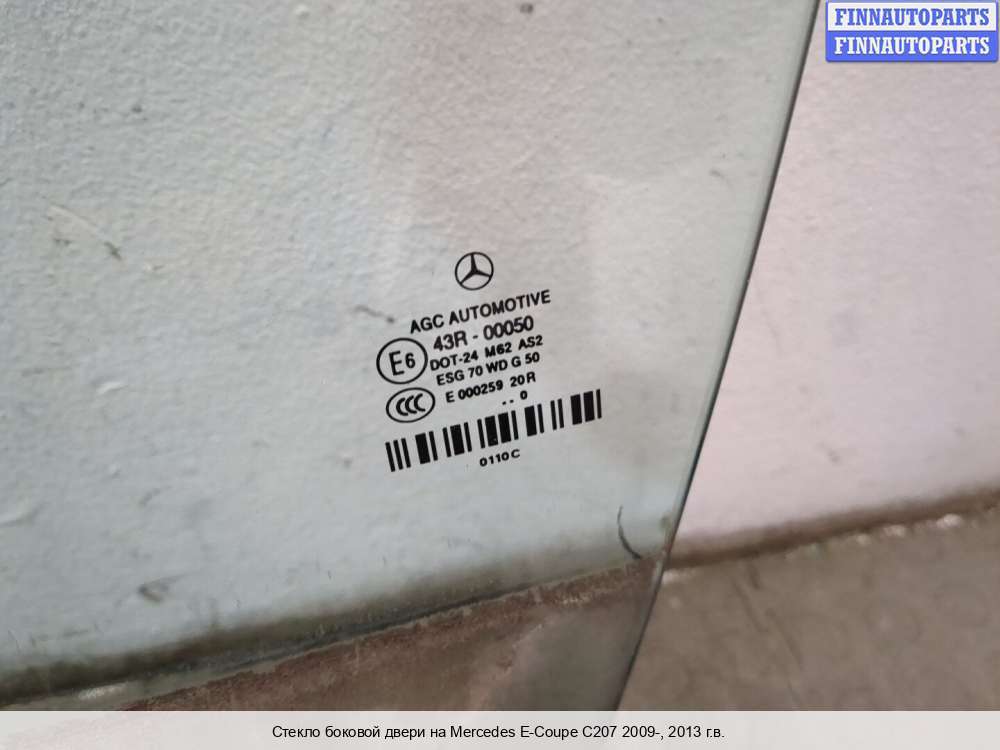 FINNAUTOPARTS
FINNAUTOPARTS
AGC AUTOMOTIVE
43R - 00050
E6
DOT-24 M62 AS2
ESG 70 WD G 50
CCC
E 000259 20R
. . 0
0110C
Стекло боковой двери на Mercedes E-Coupe C207 2009-, 2013 г.в.